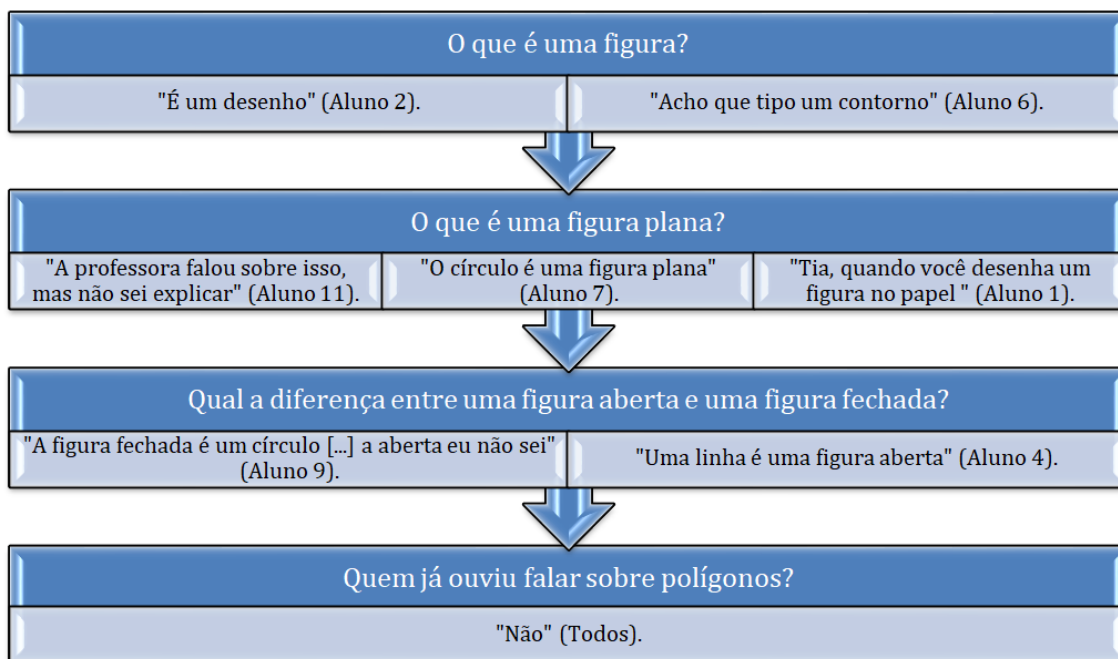 O que é uma figura?
"É um desenho" (Aluno 2).
"Acho que tipo um contorno" (Aluno 6).
O que é uma figura plana?
"A professora falou sobre isso,
mas não sei explicar" (Aluno 11).
"O círculo é uma figura plana"
(Aluno 7).
"Tia, quando você desenha um
figura no papel " (Aluno 1).
Qual a diferença entre uma figura aberta e uma figura fechada?
"A figura fechada é um círculo [...] a aberta eu não sei"
(Aluno 9).
"Uma linha é uma figura aberta" (Aluno 4).
Quem já ouviu falar sobre polígonos?
"Não" (Todos).